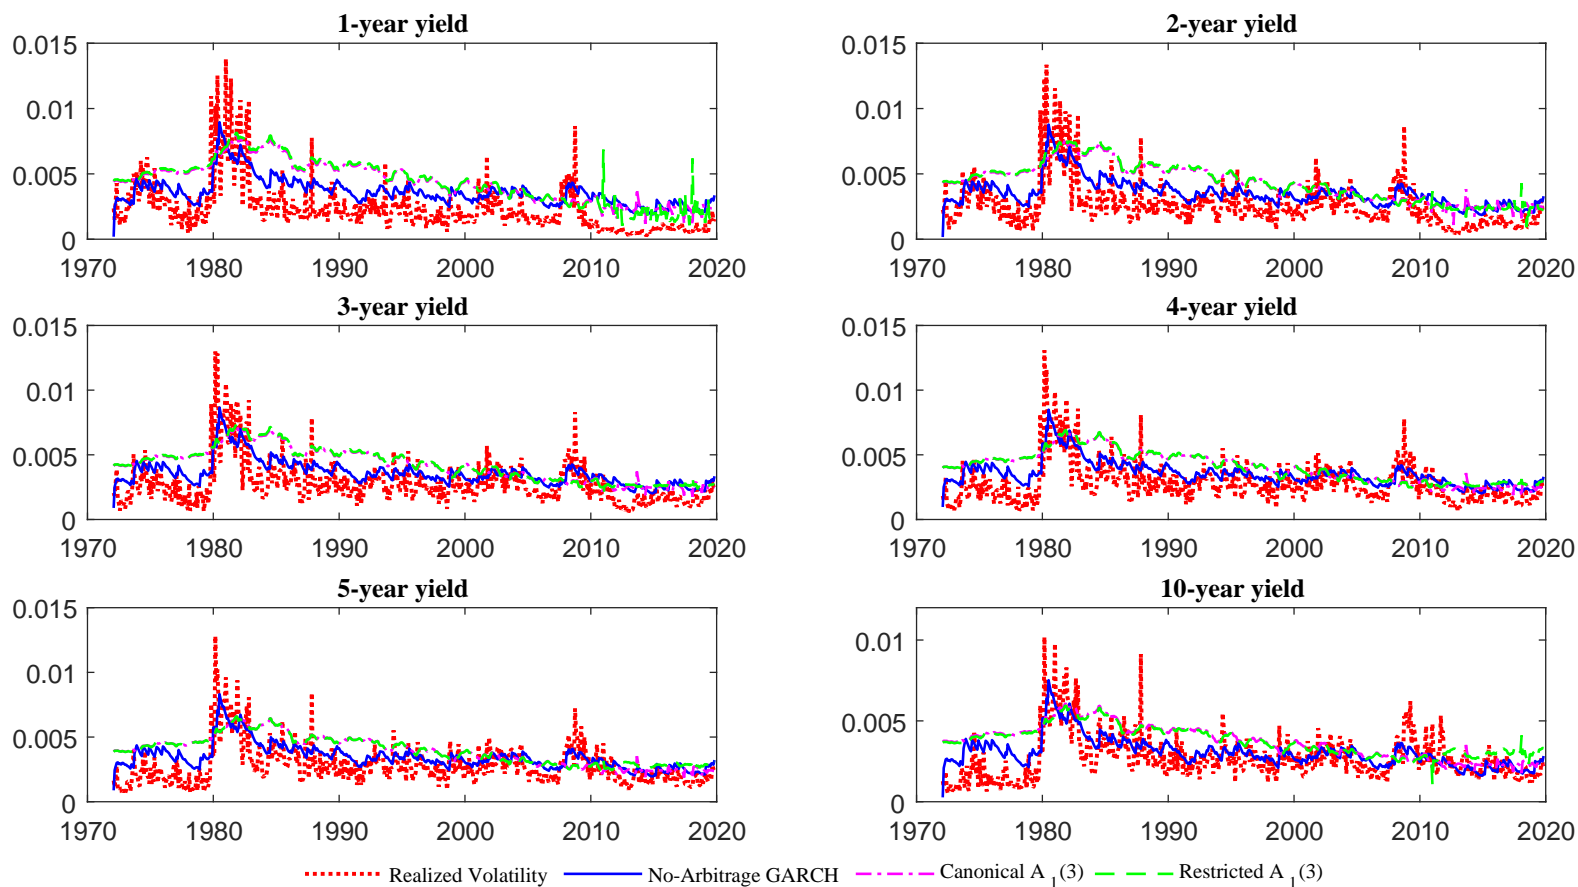 1-year yield
2-year yield
0.015
0.01
0.005
0
1970 1980 1990 2000 2010 2020
0.015
0.01
0.005
0
1970 1980 1990 2000 2010 2020
3-year yield
4-year yield
0.015
0.01
0.005
0
1970 1980 1990 2000 2010 2020
0.015
0.01
0.005
0
1970 1980 1990 2000 2010 2020
5-year yield
10-year yield
0.015
0.01
0.005
0
1970 1980 1990 2000 2010 2020
0.01
0.005
0
1970 1980 1990 2000 2010 2020
Realized Volatility No-Arbitrage GARCH Canonical A1(3) Restricted A1(3)